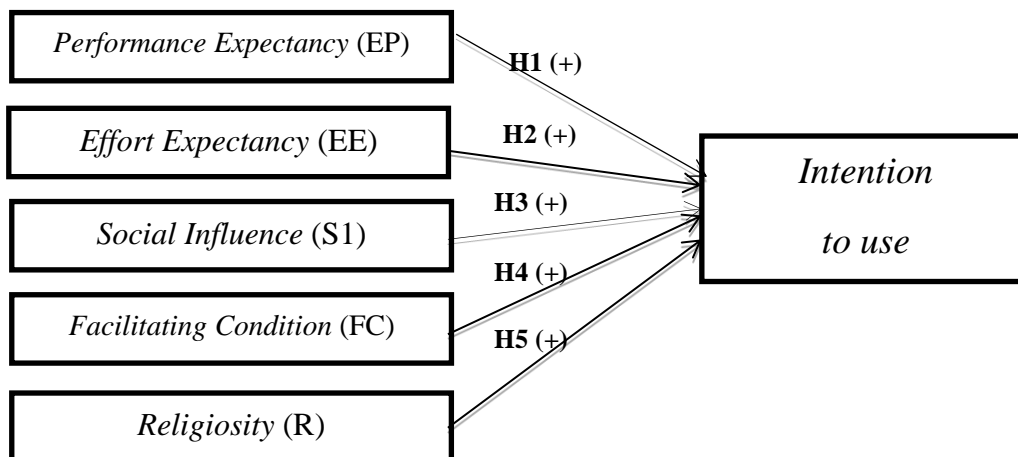 Performance Expectancy (EP)
H1 (+)
Effort Expectancy (EE)
H2 (+)
Social Influence (S1)
H3 (+)
Facilitating Condition (FC)
H4 (+)
Religiosity (R)
H5 (+)
Intention
to use